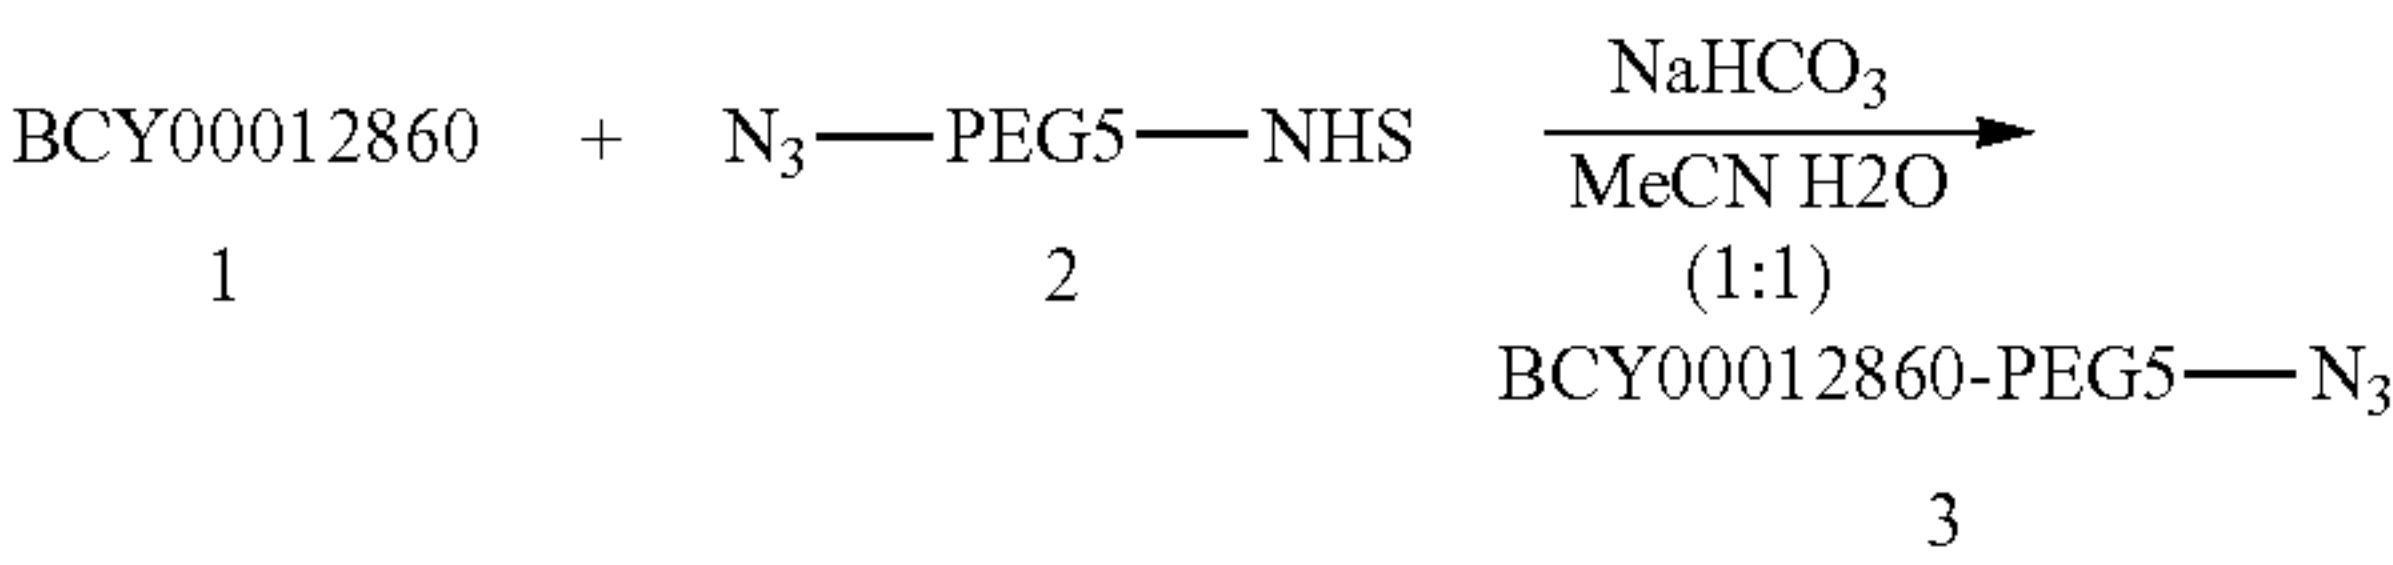 NaHCO₃
BCY00012860 + N₃—PEG5—NHS
MeCN H2O
1 2 (1:1)
BCY00012860-PEG5—N₃
3